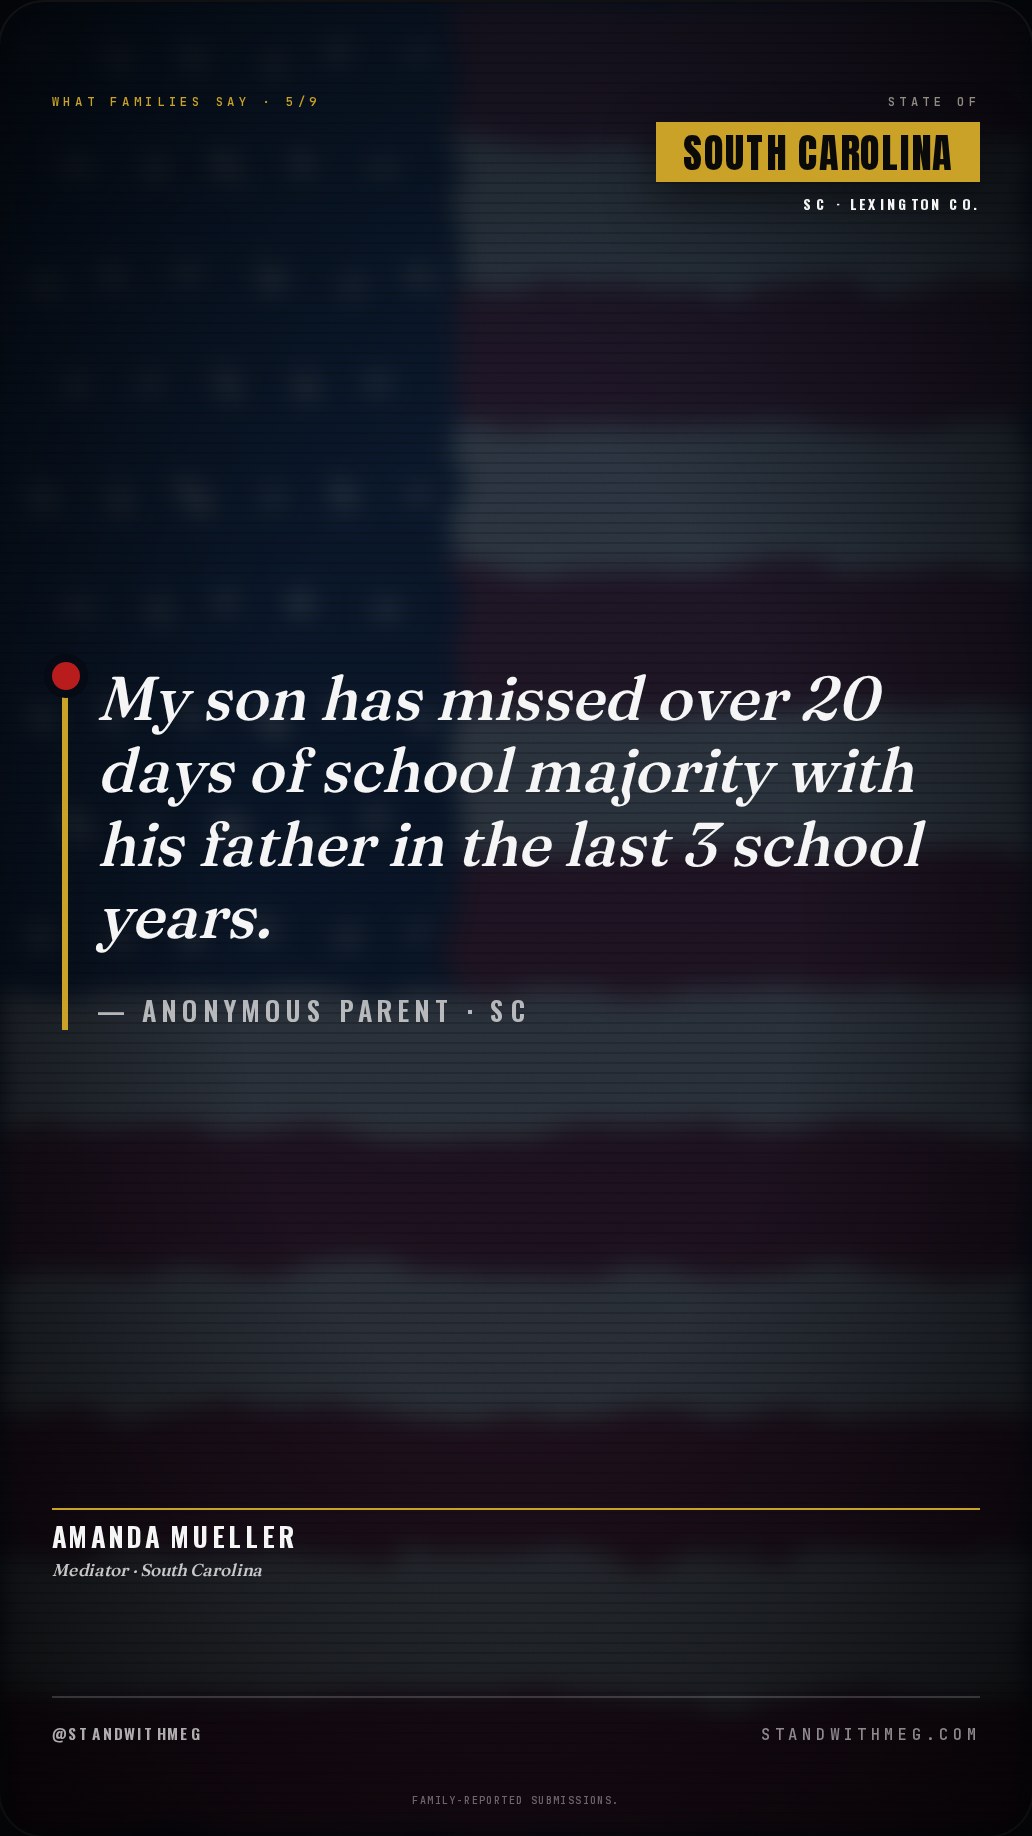 WHAT FAMILIES SAY · 5/9
STATE OF
SOUTH CAROLINA
SC · LEXINGTON CO.
My son has missed over 20
days of school majority with
his father in the last 3 school
years.
— ANONYMOUS PARENT · SC
AMANDA MUELLER
Mediator · South Carolina
@STANDWITHMEG
STANDWITHMEG.COM
FAMILY-REPORTED SUBMISSIONS.